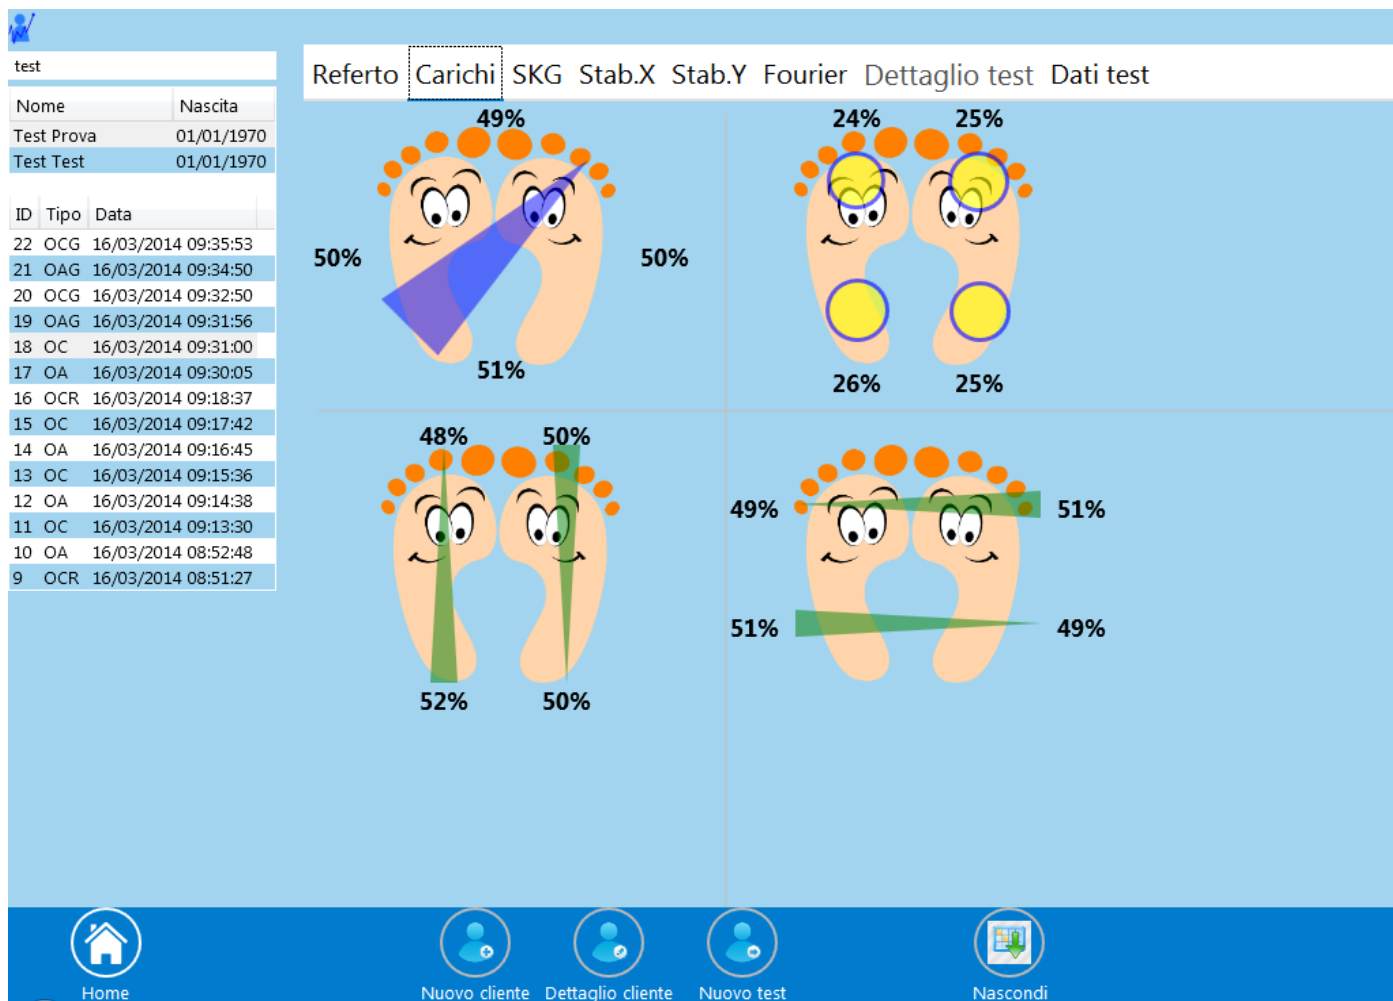 test
Referto Carichi SKG Stab.X Stab.Y Fourier Dettaglio test Dati test
Nome Nascita
Test Prova 01/01/1970
Test Test 01/01/1970
ID Tipo Data
22 OCG 16/03/2014 09:35:53
21 OAG 16/03/2014 09:34:50
20 OCG 16/03/2014 09:32:50
19 OAG 16/03/2014 09:31:56
18 OC 16/03/2014 09:31:00
17 OA 16/03/2014 09:30:05
16 OCR 16/03/2014 09:18:37
15 OC 16/03/2014 09:17:42
14 OA 16/03/2014 09:16:45
13 OC 16/03/2014 09:15:36
12 OA 16/03/2014 09:14:38
11 OC 16/03/2014 09:13:30
10 OA 16/03/2014 08:52:48
9 OCR 16/03/2014 08:51:27
49%
50% 50%
51%
24% 25%
26% 25%
48% 50%
52% 50%
49% 51%
51% 49%
Home Nuovo cliente Dettaglio cliente Nuovo test Nascondi